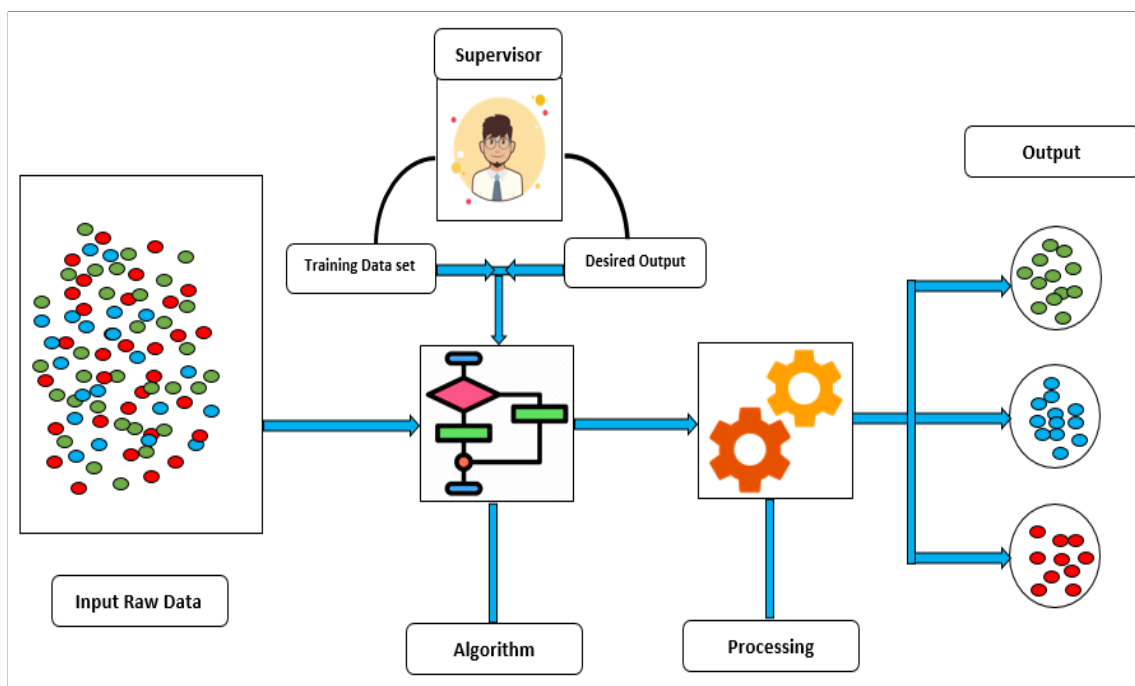 Supervisor
Output
Training Data set
Desired Output
Input Raw Data
Algorithm
Processing